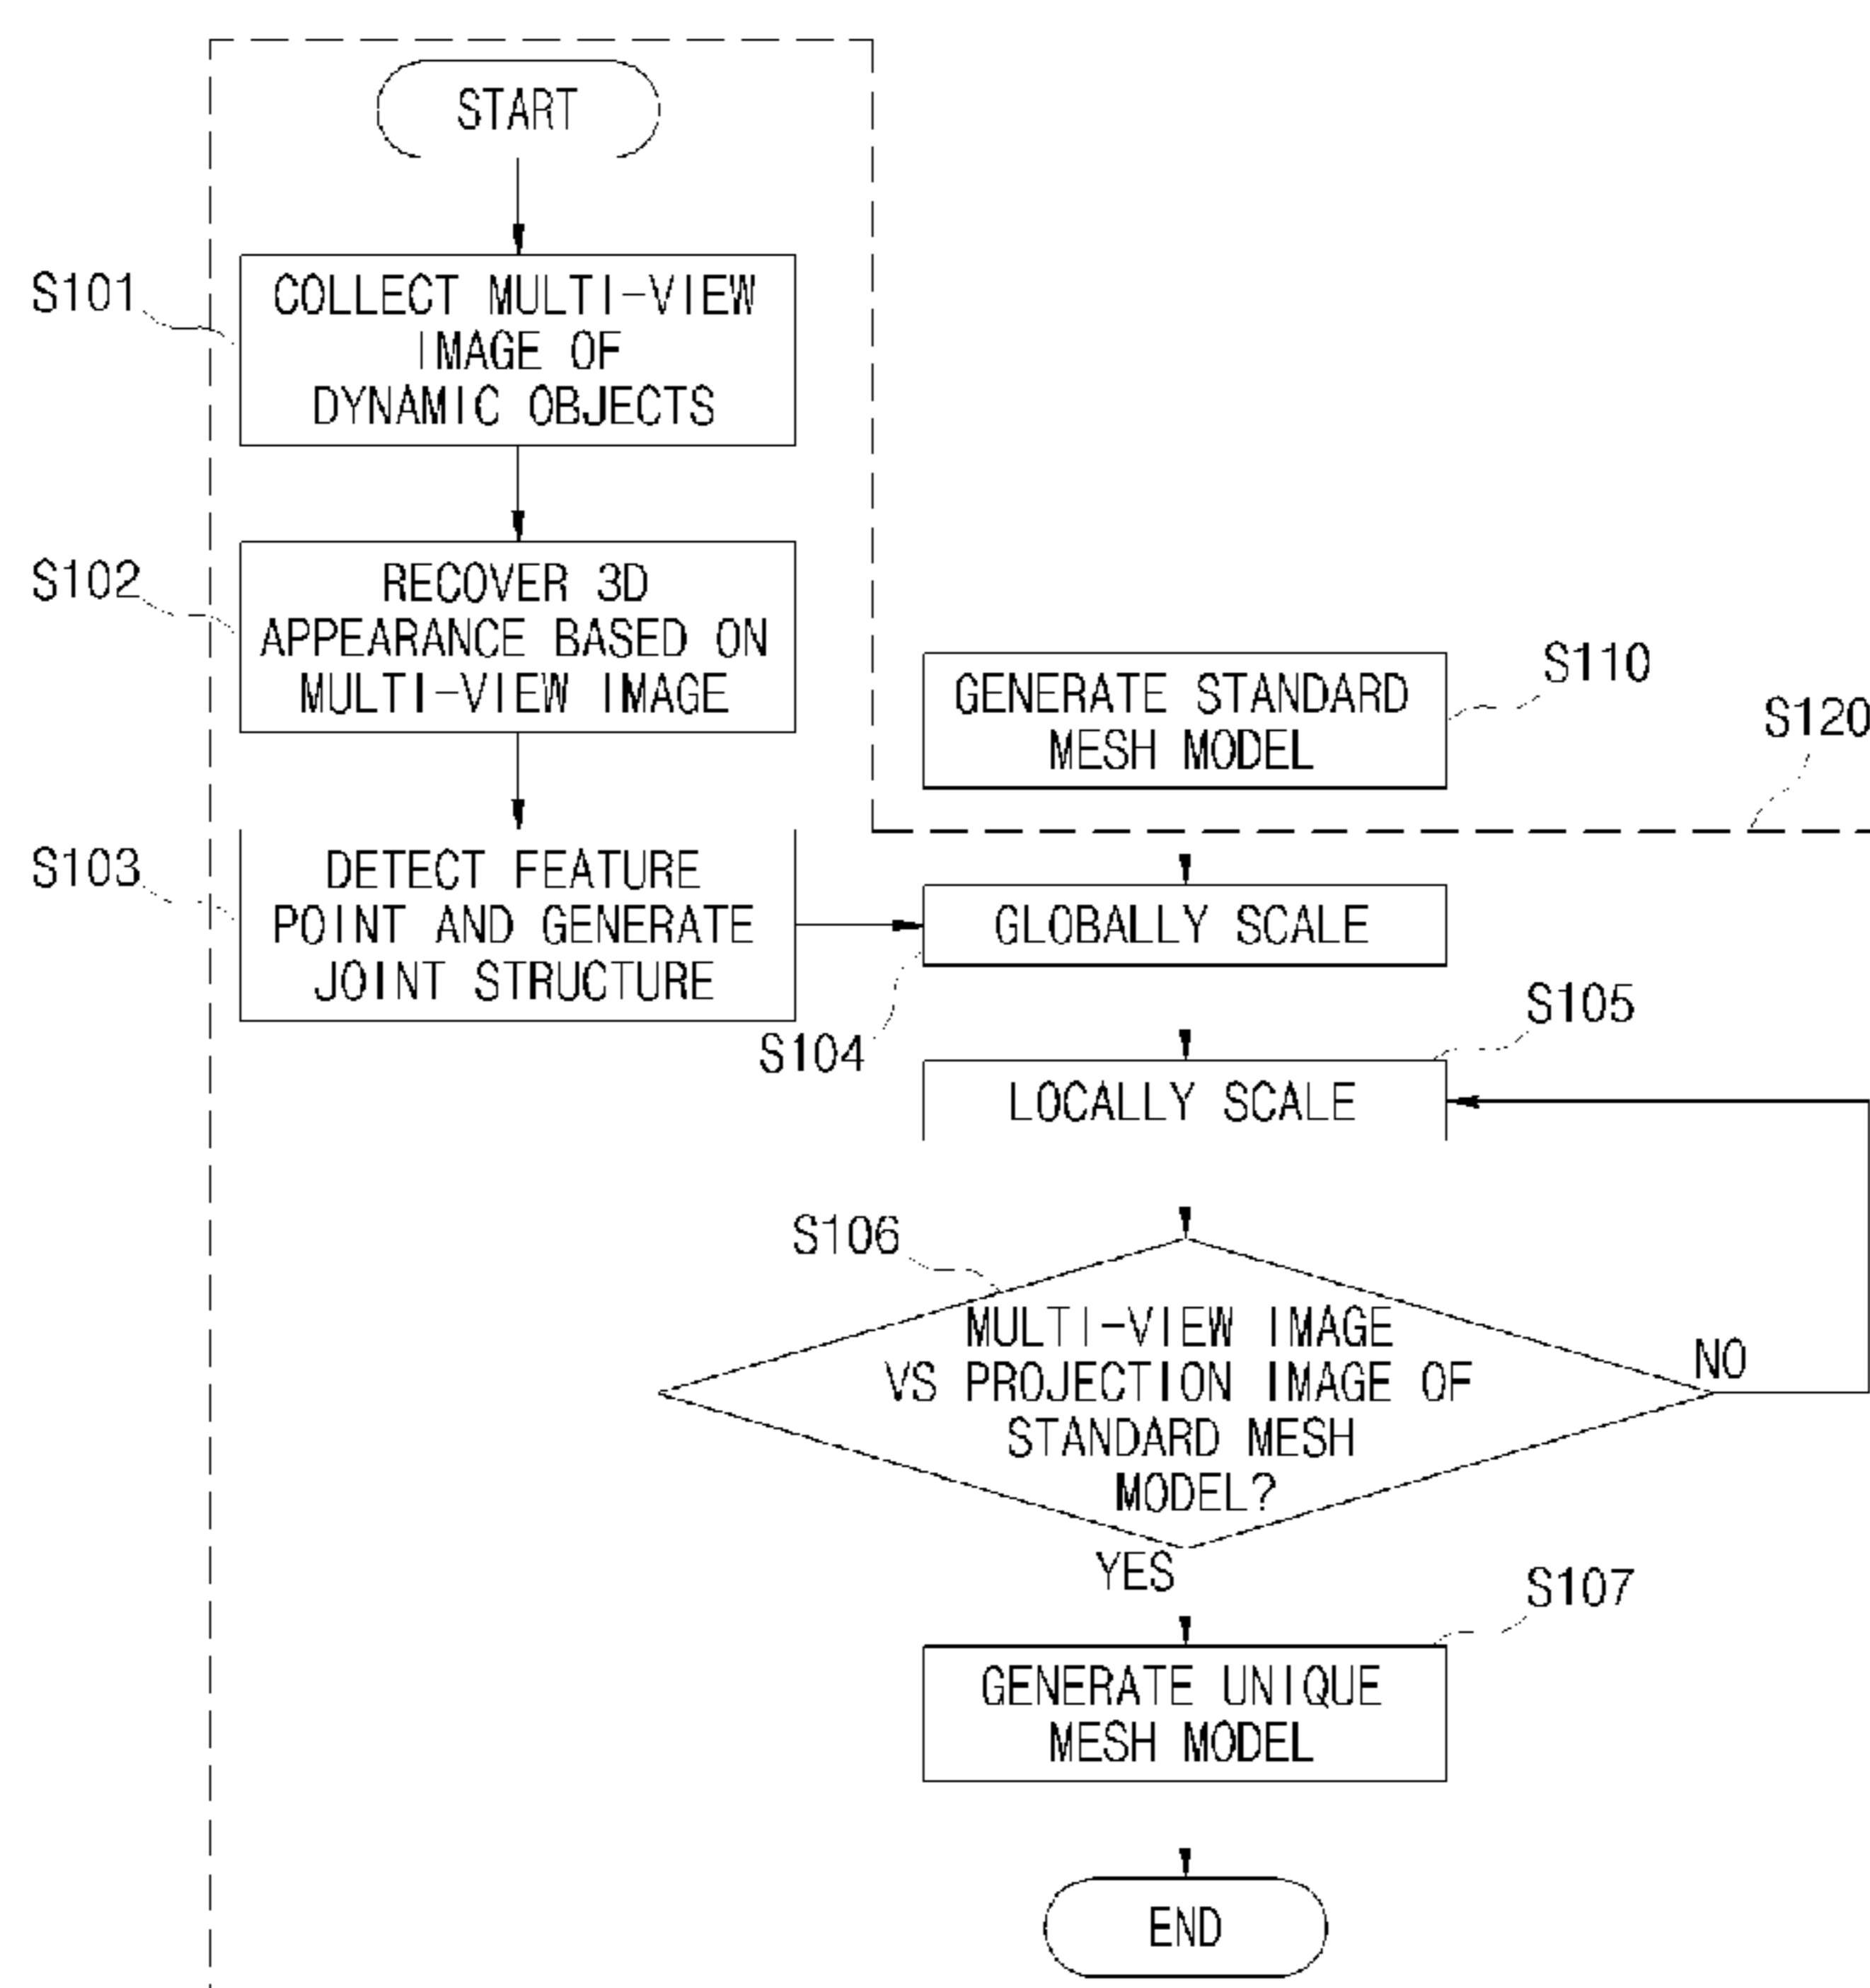 START
S101
COLLECT MULTI-VIEW
IMAGE OF
DYNAMIC OBJECTS
S102
RECOVER 3D
APPEARANCE BASED ON
MULTI-VIEW IMAGE
S110
GENERATE STANDARD
MESH MODEL
S120
S103
DETECT FEATURE
POINT AND GENERATE
JOINT STRUCTURE
GLOBALLY SCALE
S104
S105
LOCALLY SCALE
S106
MULTI-VIEW IMAGE
VS PROJECTION IMAGE OF
STANDARD MESH
MODEL?
NO
YES
S107
GENERATE UNIQUE
MESH MODEL
END